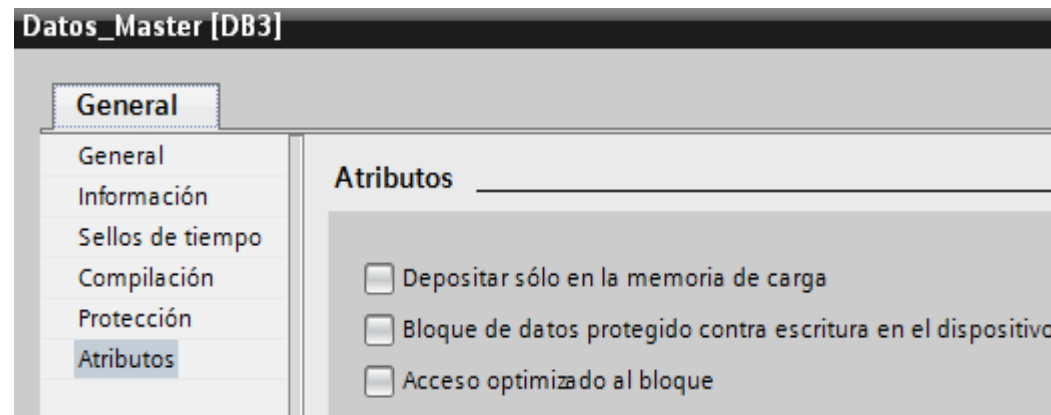 Datos_Master [DB3]
General
General
Información
Sellos de tiempo
Compilación
Protección
Atributos
Atributos
Depositar sólo en la memoria de carga
Bloque de datos protegido contra escritura en el dispositivo
Acceso optimizado al bloque